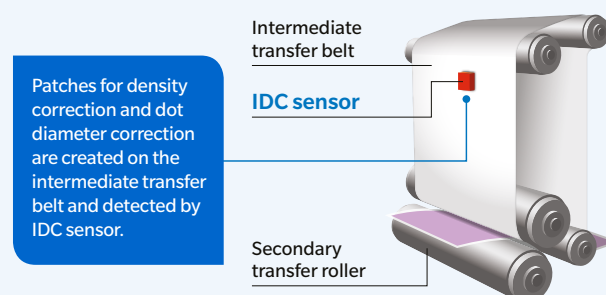 Intermediate
transfer belt
IDC sensor
Patches for density
correction and dot
diameter correction
are created on the
intermediate transfer
belt and detected by
IDC sensor.
Secondary
transfer roller